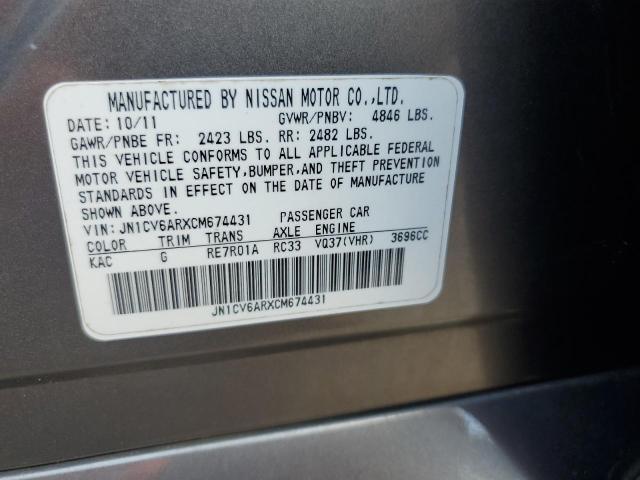 MANUFACTURED BY NISSAN MOTOR CO.,LTD.
DATE: 10/11 GVWR/PNBV: 4846 LBS.
GAWR/PNBE FR: 2423 LBS. RR: 2482 LBS.
THIS VEHICLE CONFORMS TO ALL APPLICABLE FEDERAL
MOTOR VEHICLE SAFETY,BUMPER,AND THEFT PREVENTION
STANDARDS IN EFFECT ON THE DATE OF MANUFACTURE
SHOWN ABOVE.
VIN: JN1CV6ARXCM674431 PASSENGER CAR
COLOR TRIM TRANS AXLE ENGINE
KAC G RE7R01A RC33 VQ37(VHR) 3696CC
JN1CV6ARXCM674431